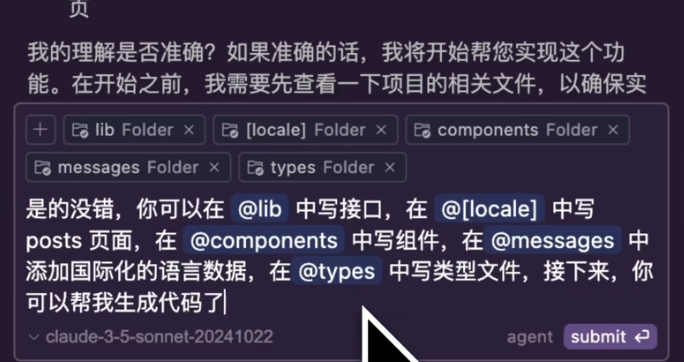 页
我的理解是否准确？如果准确的话，我将开始帮您实现这个功
能。在开始之前，我需要先查看一下项目的相关文件，以确保实
+ lib Folder × [locale] Folder × components Folder ×
messages Folder × types Folder ×
是的没错，你可以在 @lib 中写接口，在 @[locale] 中写
posts 页面，在 @components 中写组件，在 @messages 中
添加国际化的语言数据，在 @types 中写类型文件，接下来，你
可以帮我生成代码了
claude-3-5-sonnet-20241022 agent submit